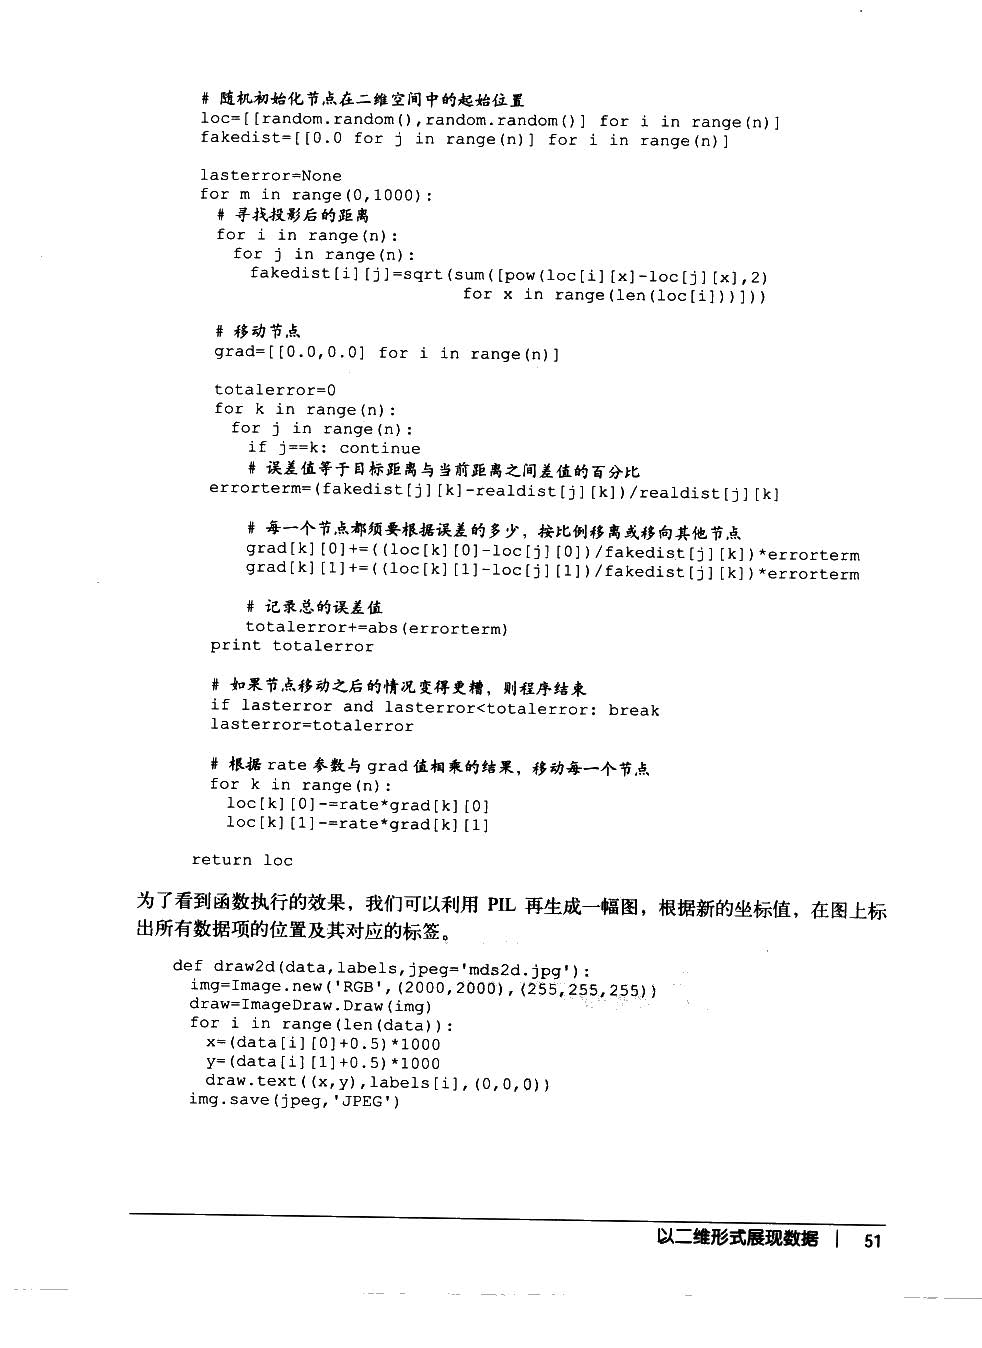 # 随机初始化节点在二维空间中的起始位置
loc=[[random.random(),random.random()] for i in range(n)]
fakedist=[[0.0 for j in range(n)] for i in range(n)]
lasterror=None
for m in range(0,1000):
# 寻找投影后的距离
for i in range(n):
for j in range(n):
fakedist[i][j]=sqrt(sum([pow(loc[i][x]-loc[j][x],2)
for x in range(len(loc[i]))]))
# 移动节点
grad=[[0.0,0.0] for i in range(n)]
totalerror=0
for k in range(n):
for j in range(n):
if j==k: continue
# 误差值等于目标距离与当前距离之间差值的百分比
errorterm=(fakedist[j][k]-realdist[j][k])/realdist[j][k]
# 每一个节点都须要根据误差的多少，按比例移离或移向其他节点
grad[k][0]+=((loc[k][0]-loc[j][0])/fakedist[j][k])*errorterm
grad[k][1]+=((loc[k][1]-loc[j][1])/fakedist[j][k])*errorterm
# 记录总的误差值
totalerror+=abs(errorterm)
print totalerror
# 如果节点移动之后的情况变得更糟，则程序结束
if lasterror and lasterror<totalerror: break
lasterror=totalerror
# 根据 rate 参数与 grad 值相乘的结果，移动每一个节点
for k in range(n):
loc[k][0]-=rate*grad[k][0]
loc[k][1]-=rate*grad[k][1]
return loc
为了看到函数执行的效果，我们可以利用 PIL 再生成一幅图，根据新的坐标值，在图上标
出所有数据项的位置及其对应的标签。
def draw2d(data,labels,jpeg='mds2d.jpg'):
img=Image.new('RGB',(2000,2000),(255,255,255))
draw=ImageDraw.Draw(img)
for i in range(len(data)):
x=(data[i][0]+0.5)*1000
y=(data[i][1]+0.5)*1000
draw.text((x,y),labels[i],(0,0,0))
img.save(jpeg,'JPEG')
以二维形式展现数据 | 51